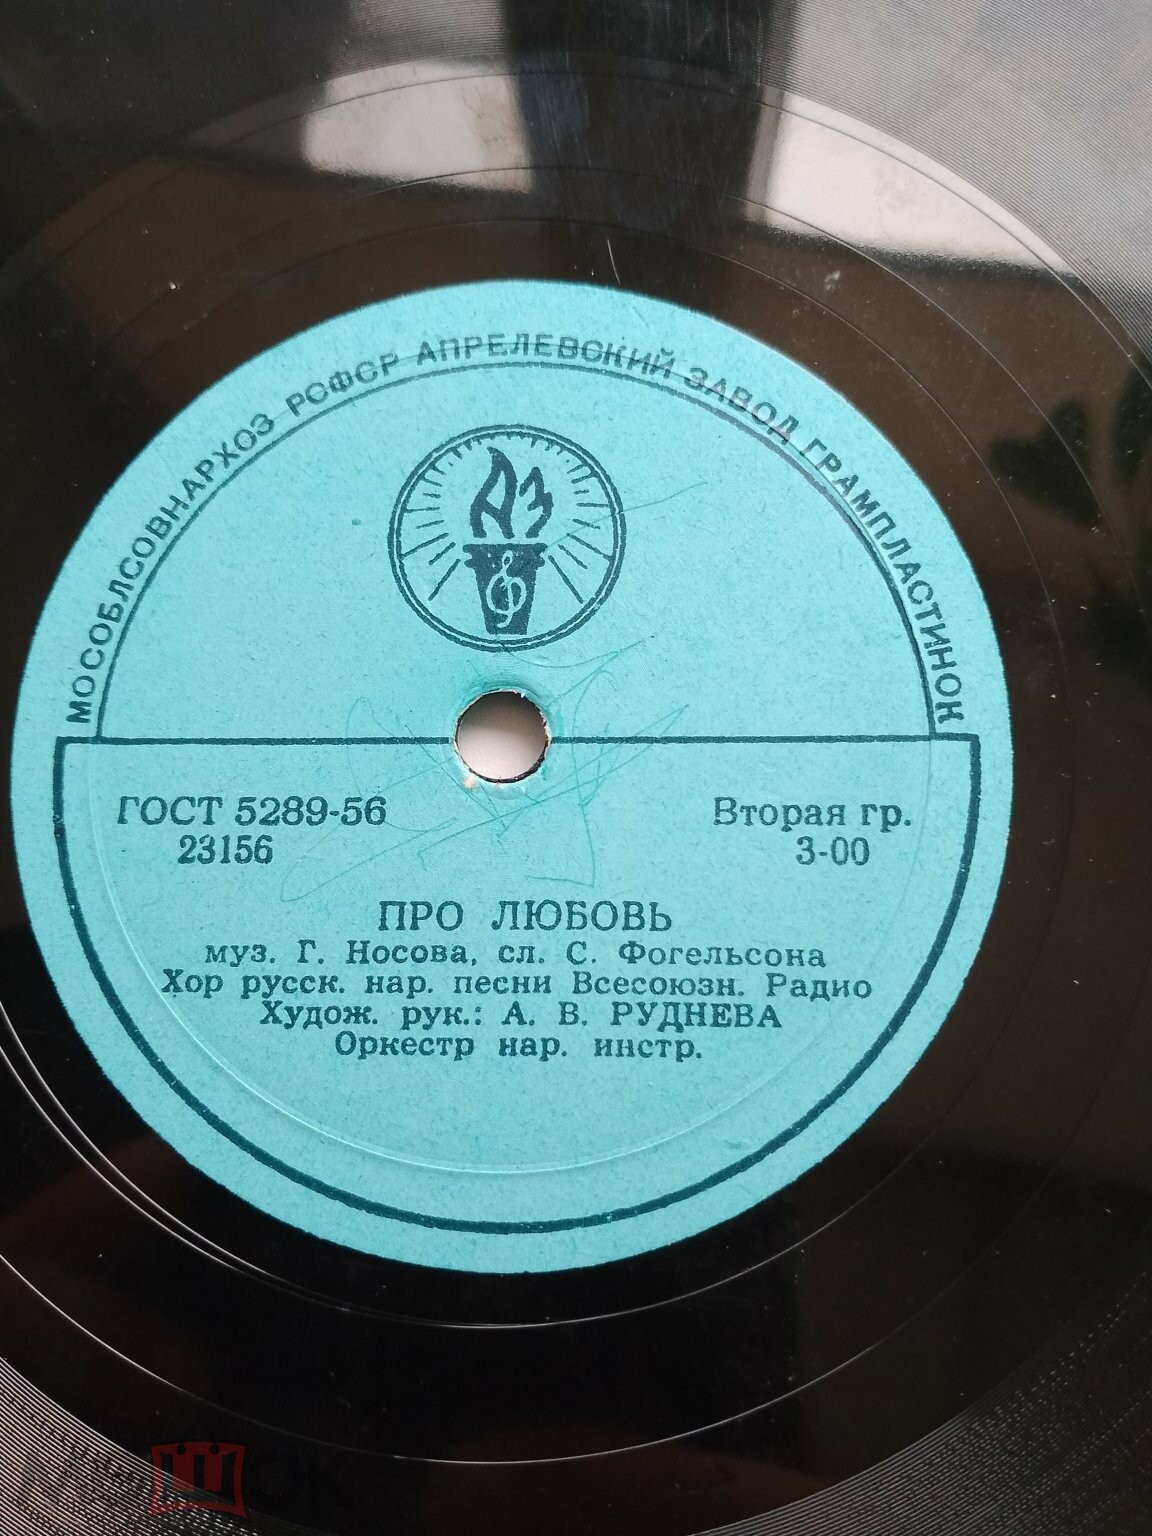 МОСОБЛСОВНАРХОЗ РСФСР АПРЕЛЕВСКИЙ ЗАВОД ГРАМПЛАСТИНОК
АЗ
ГОСТ 5289-56
Вторая гр.
23156
3-00
ПРО ЛЮБОВЬ
муз. Г. Носова, сл. С. Фогельсона
Хор русск. нар. песни Всесоюзн. Радио
Худож. рук.: А. В. РУДНЕВА
Оркестр нар. инстр.